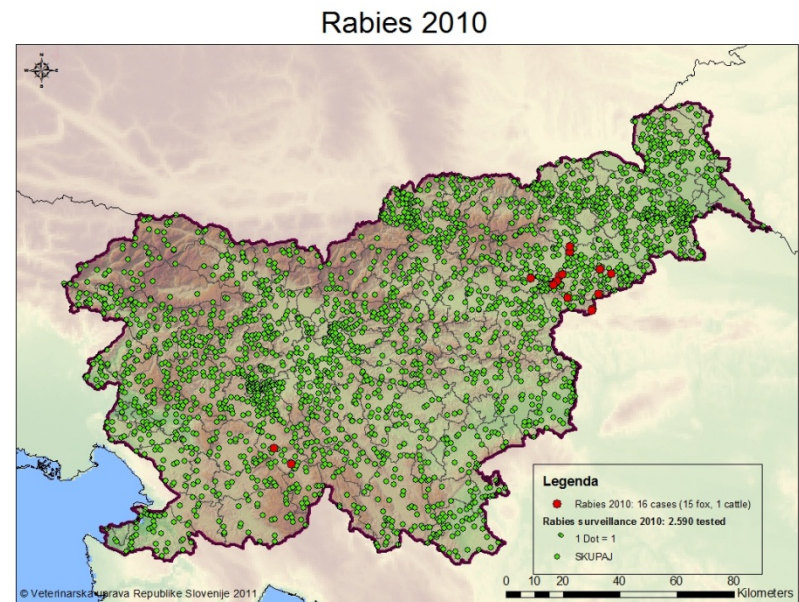 Rabies 2010
Legenda
Rabies 2010: 16 cases (15 fox, 1 cattle)
Rabies surveillance 2010: 2.590 tested
1 Dot = 1
SKUPAJ
© Veterinarska uprava Republike Slovenije 2011
0 10 20 40 60 80 Kilometers